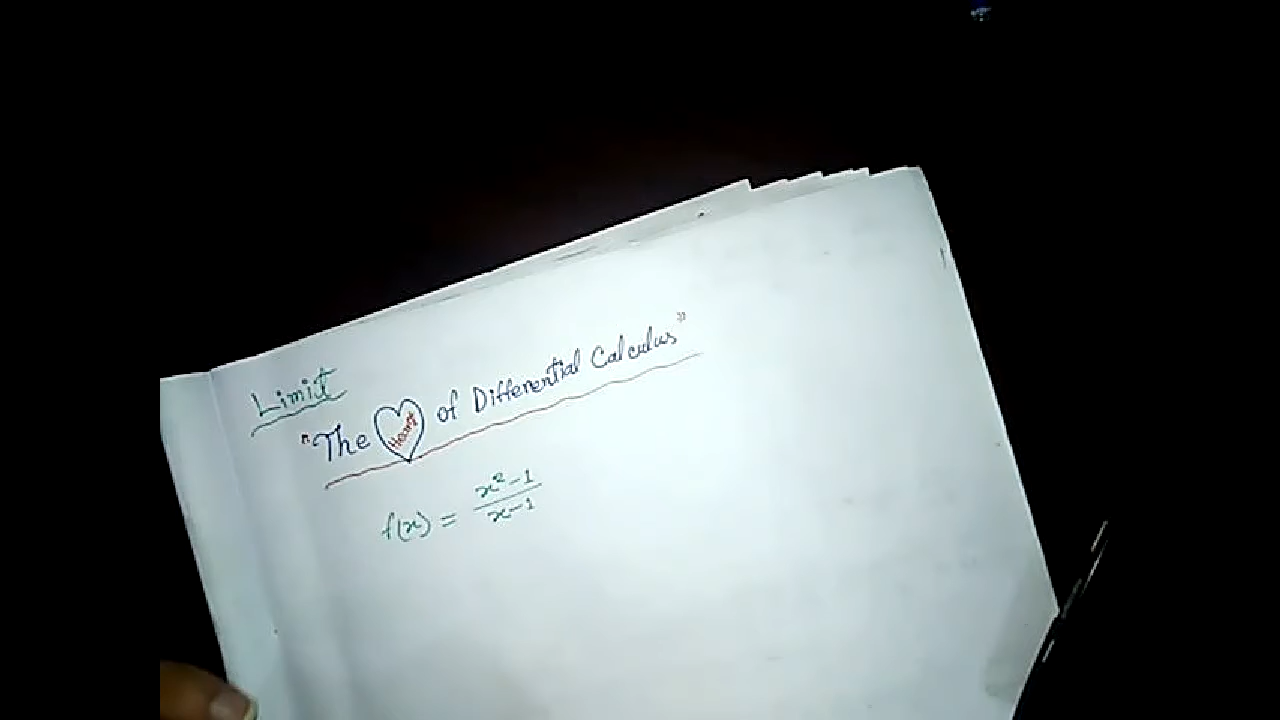 Limit
"The Heart of Differential Calculus"
f(x) = x²-1 / x-1